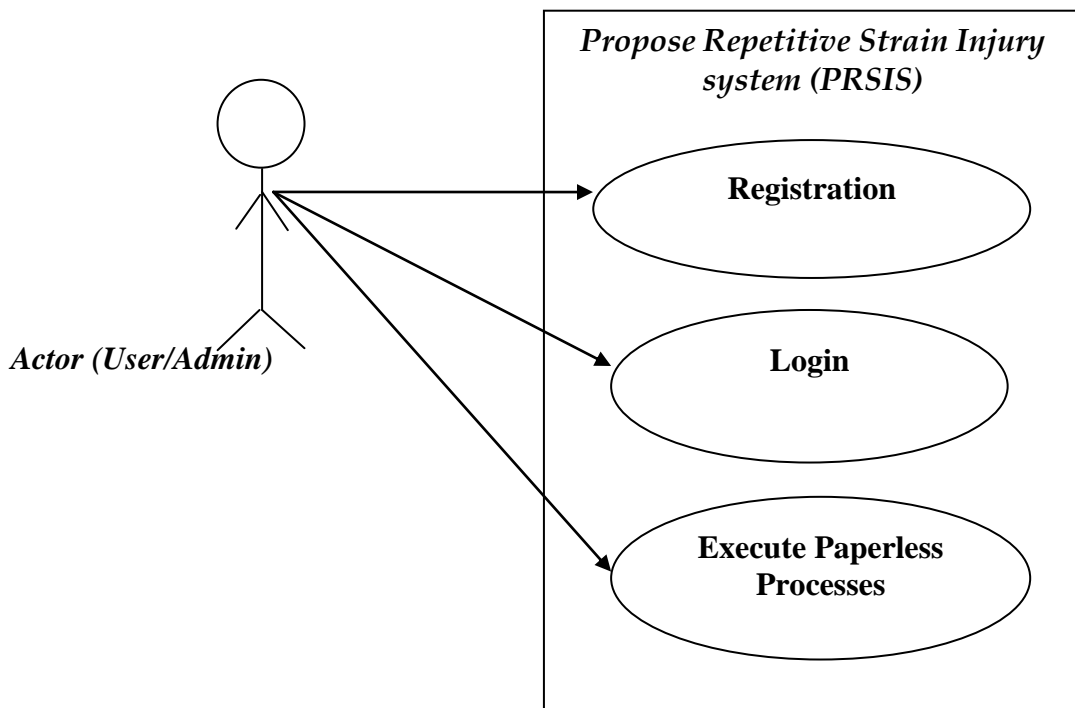 Propose Repetitive Strain Injury
system (PRSIS)
Registration
Actor (User/Admin)
Login
Execute Paperless
Processes